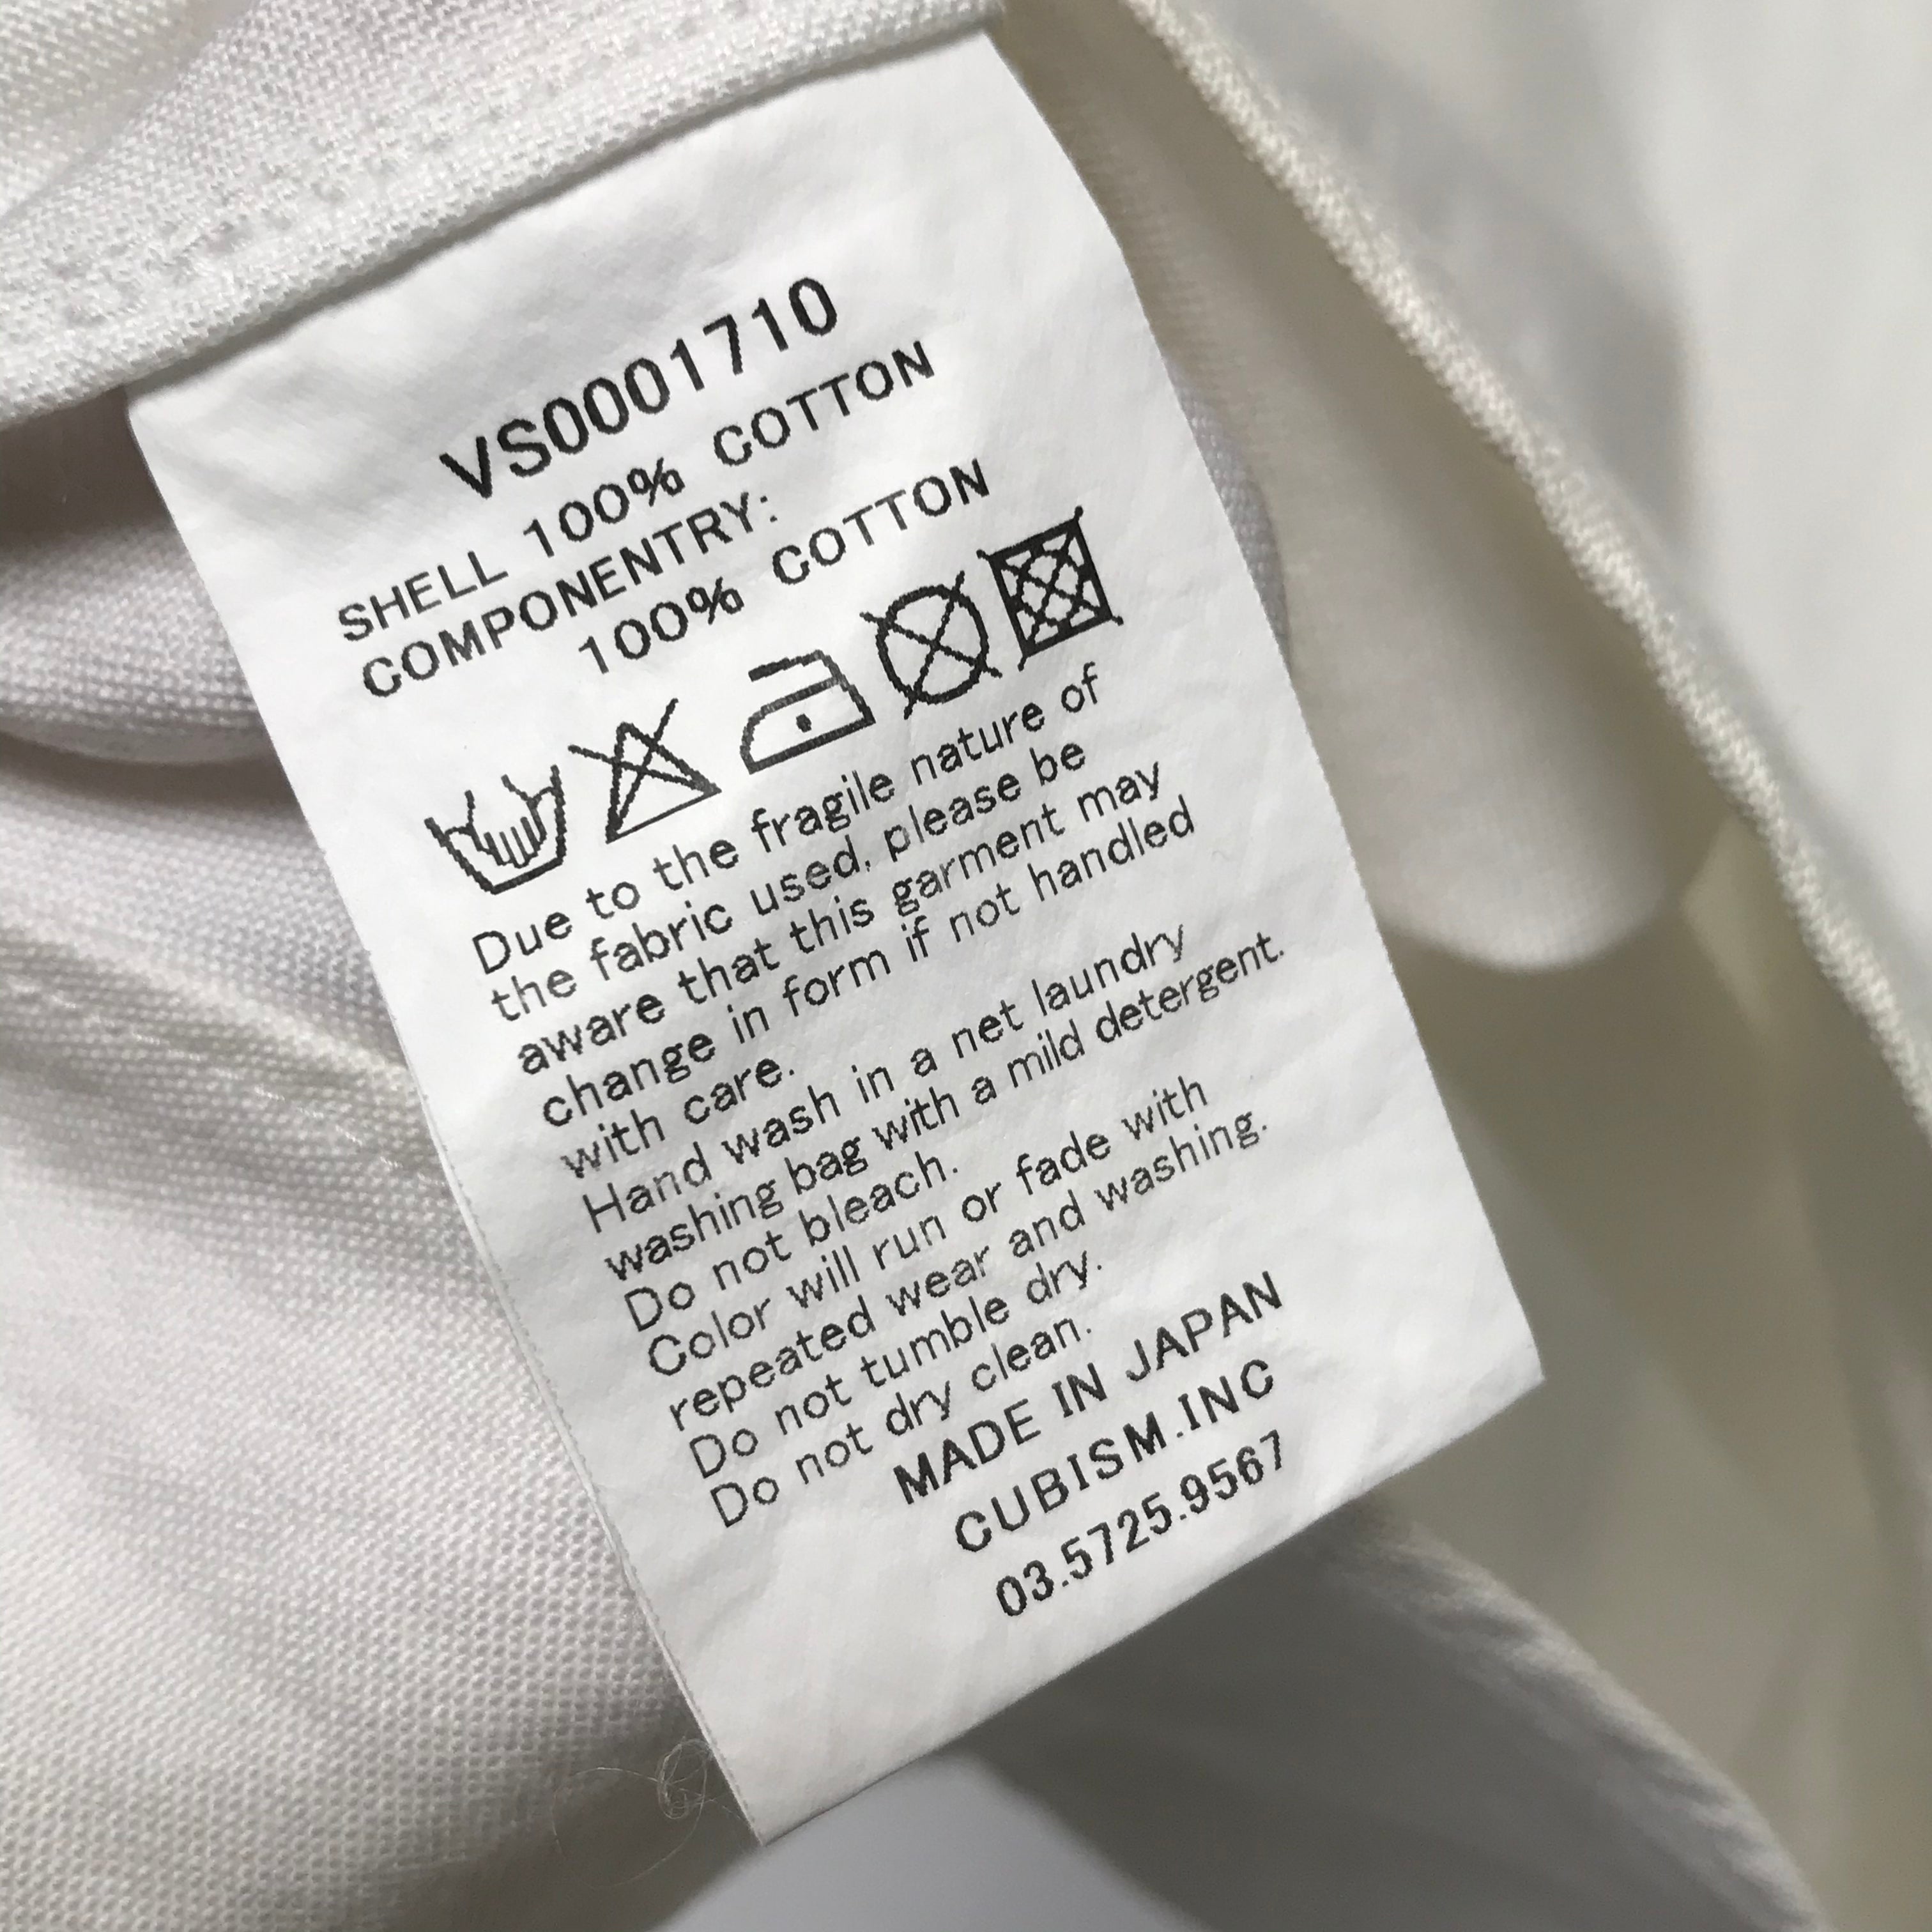 VS0001710
SHELL 100% COTTON
COMPONENTRY:
100% COTTON
Due to the fragile nature of
the fabric used, please be
aware that this garment may
change in form if not handled
with care.
Hand wash in a net laundry
washing bag with a mild detergent.
Do not bleach.
Color will run or fade with
repeated wear and washing.
Do not tumble dry.
Do not dry clean.
MADE IN JAPAN
CUBISM.INC
03.5725.9567